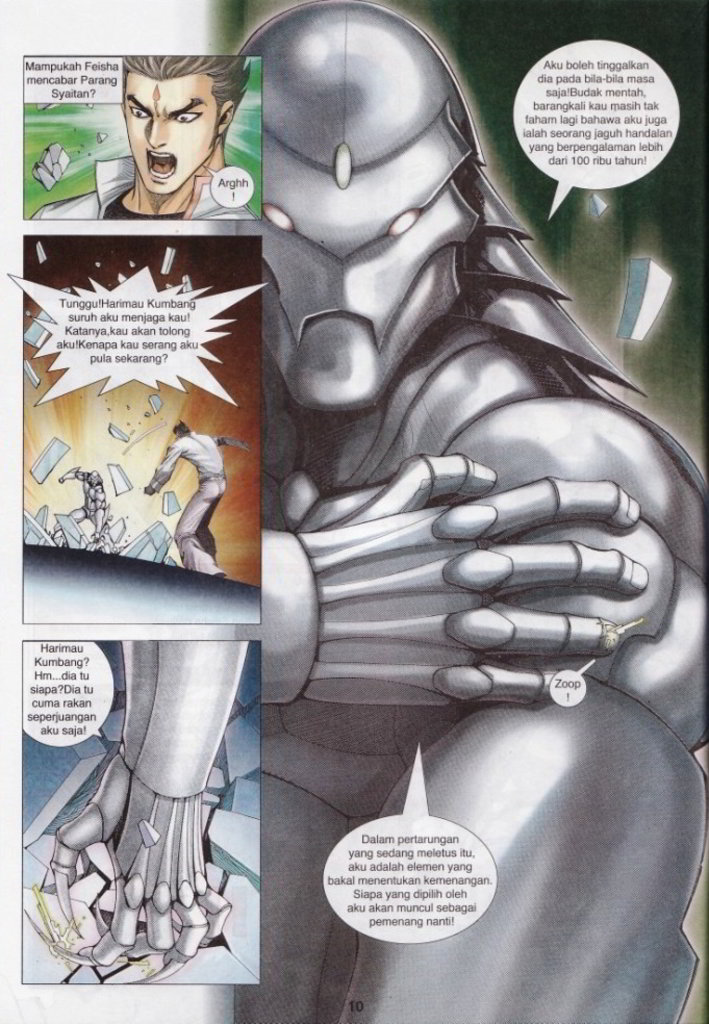 Mampukah Feisha
mencabar Parang
Syaitan?
Arghh
!
Tunggu!Harimau Kumbang
suruh aku menjaga kau!
Katanya,kau akan tolong
aku!Kenapa kau serang aku
pula sekarang?
Harimau
Kumbang?
Hm...dia tu
siapa?Dia tu
cuma rakan
seperjuangan
aku saja!
Aku boleh tinggalkan
dia pada bila-bila masa
saja!Budak mentah,
barangkali kau masih tak
faham lagi bahawa aku juga
ialah seorang jaguh handalan
yang berpengalaman lebih
dari 100 ribu tahun!
Zoop
!
Dalam pertarungan
yang sedang meletus itu,
aku adalah elemen yang
bakal menentukan kemenangan.
Siapa yang dipilih oleh
aku akan muncul sebagai
pemenang nanti!
10